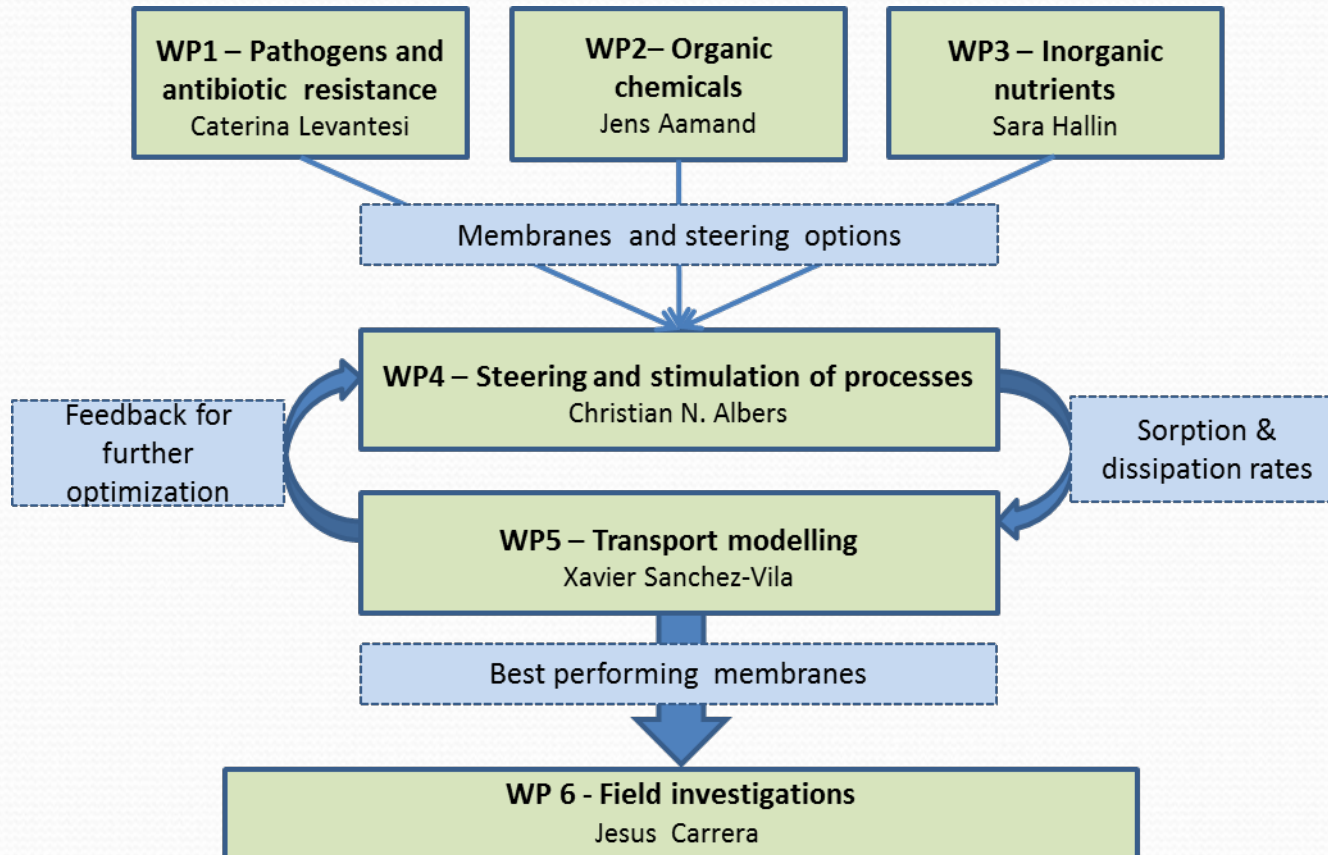 WP1 – Pathogens and
antibiotic resistance
Caterina Levantesi
WP2– Organic
chemicals
Jens Aamand
WP3 – Inorganic
nutrients
Sara Hallin
Membranes and steering options
WP4 – Steering and stimulation of processes
Christian N. Albers
Feedback for
further
optimization
Sorption &
dissipation rates
WP5 – Transport modelling
Xavier Sanchez-Vila
Best performing membranes
WP 6 - Field investigations
Jesus Carrera